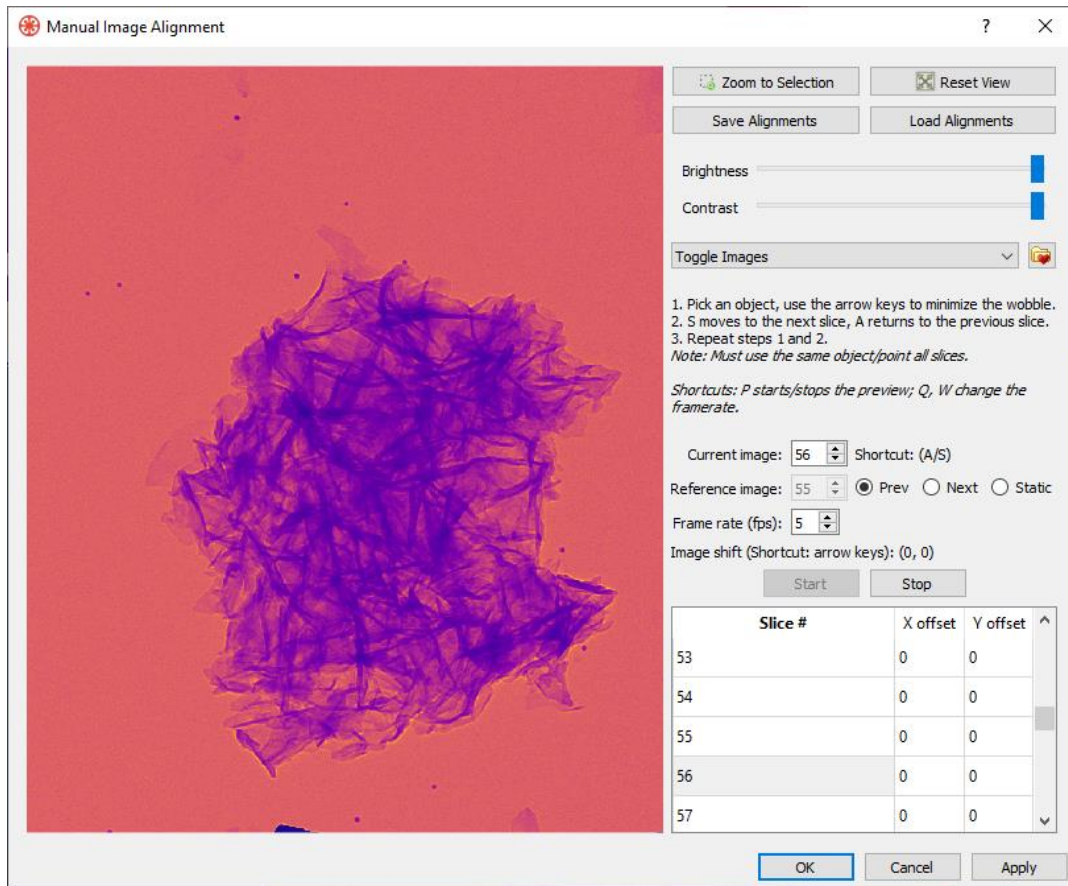 Manual Image Alignment
?
Zoom to Selection
Reset View
Save Alignments
Load Alignments
Brightness
Contrast
Toggle Images
1. Pick an object, use the arrow keys to minimize the wobble.
2. S moves to the next slice, A returns to the previous slice.
3. Repeat steps 1 and 2.
Note: Must use the same object/point all slices.
Shortcuts: P starts/stops the preview; Q, W change the
framerate.
Current image: 56 Shortcut: (A/S)
Reference image: 55 Prev Next Static
Frame rate (fps): 5
Image shift (Shortcut: arrow keys): (0, 0)
Start Stop
Slice # X offset Y offset
53 0 0
54 0 0
55 0 0
56 0 0
57 0 0
OK Cancel Apply